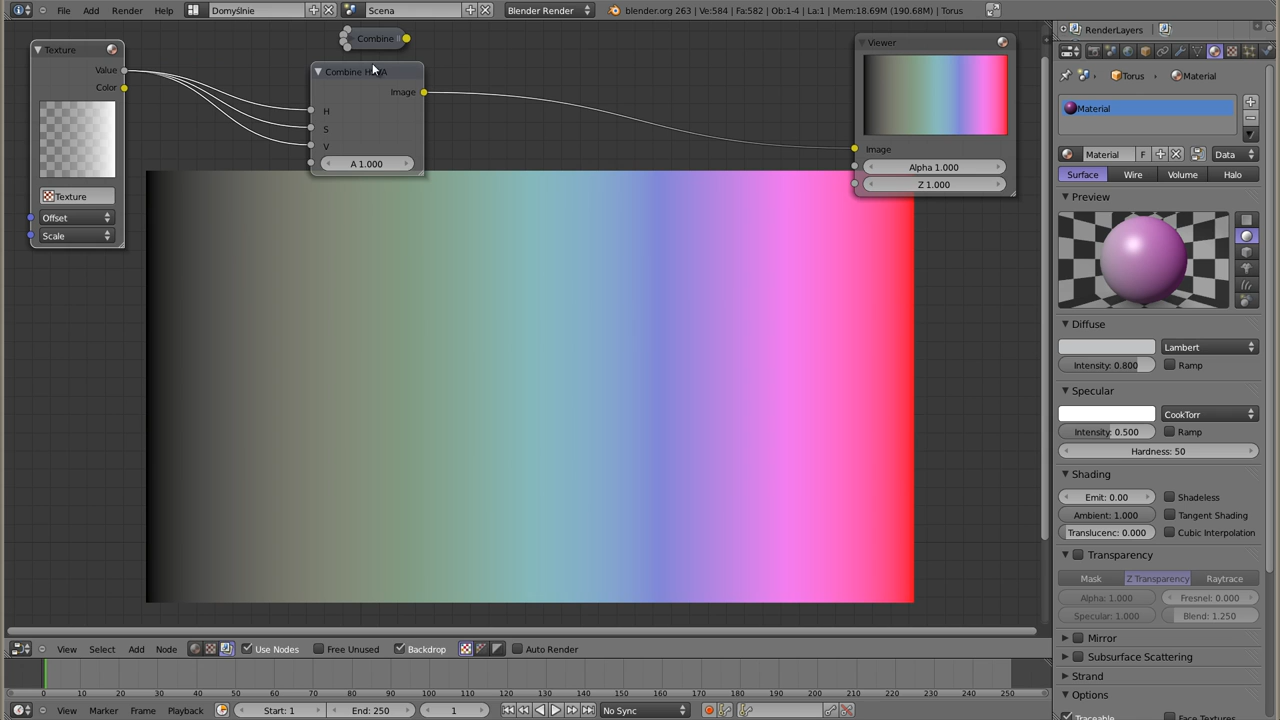 File Add Render Help Domyślnie Scena Blender Render blender.org 263 | Ve:584 | Fa:582 | Ob:1-4 | La:1 | Mem:18.69M (190.68M) | Torus
RenderLayers
Texture
Value
Color
Texture
Offset
Scale
Combine
Combine
Image
H
S
V
A 1.000
Viewer
Image
Alpha 1.000
Z 1.000
Torus Material
Material
Material F Data
Surface Wire Volume Halo
Preview
Diffuse
Lambert
Intensity: 0.800 Ramp
Specular
CookTorr
Intensity: 0.500 Ramp
Hardness: 50
Shading
Emit: 0.00 Shadeless
Ambient: 1.000 Tangent Shading
Translucenc: 0.000 Cubic Interpolation
Transparency
Mask Z Transparency Raytrace
Alpha: 1.000 Fresnel: 0.000
Specular: 1.000 Blend: 1.250
Mirror
Subsurface Scattering
Strand
Options
Traceable Face Textures
View Select Add Node Use Nodes Free Unused Backdrop Auto Render
0 10 20 30 40 50 60 70 80 90 100 110 120 130 140 150 160 170 180 190 200 210 220 230 240 250
View Marker Frame Playback Start: 1 End: 250 1 No Sync